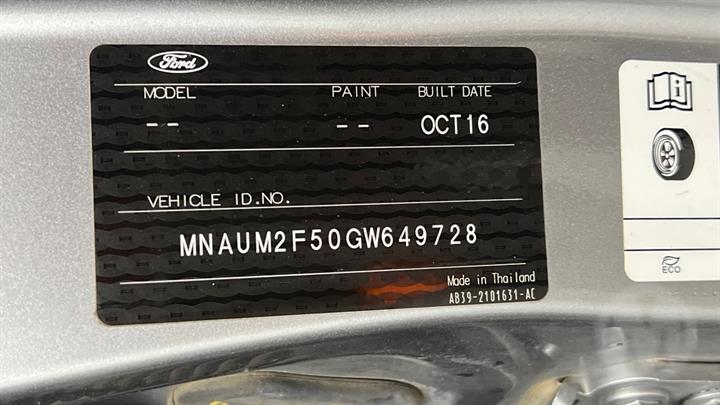 Ford
MODEL PAINT BUILT DATE
-- -- OCT16
VEHICLE ID.NO.
MNAUM2F50GW649728
Made in Thailand
AB39-2101631-AC
i
ECO